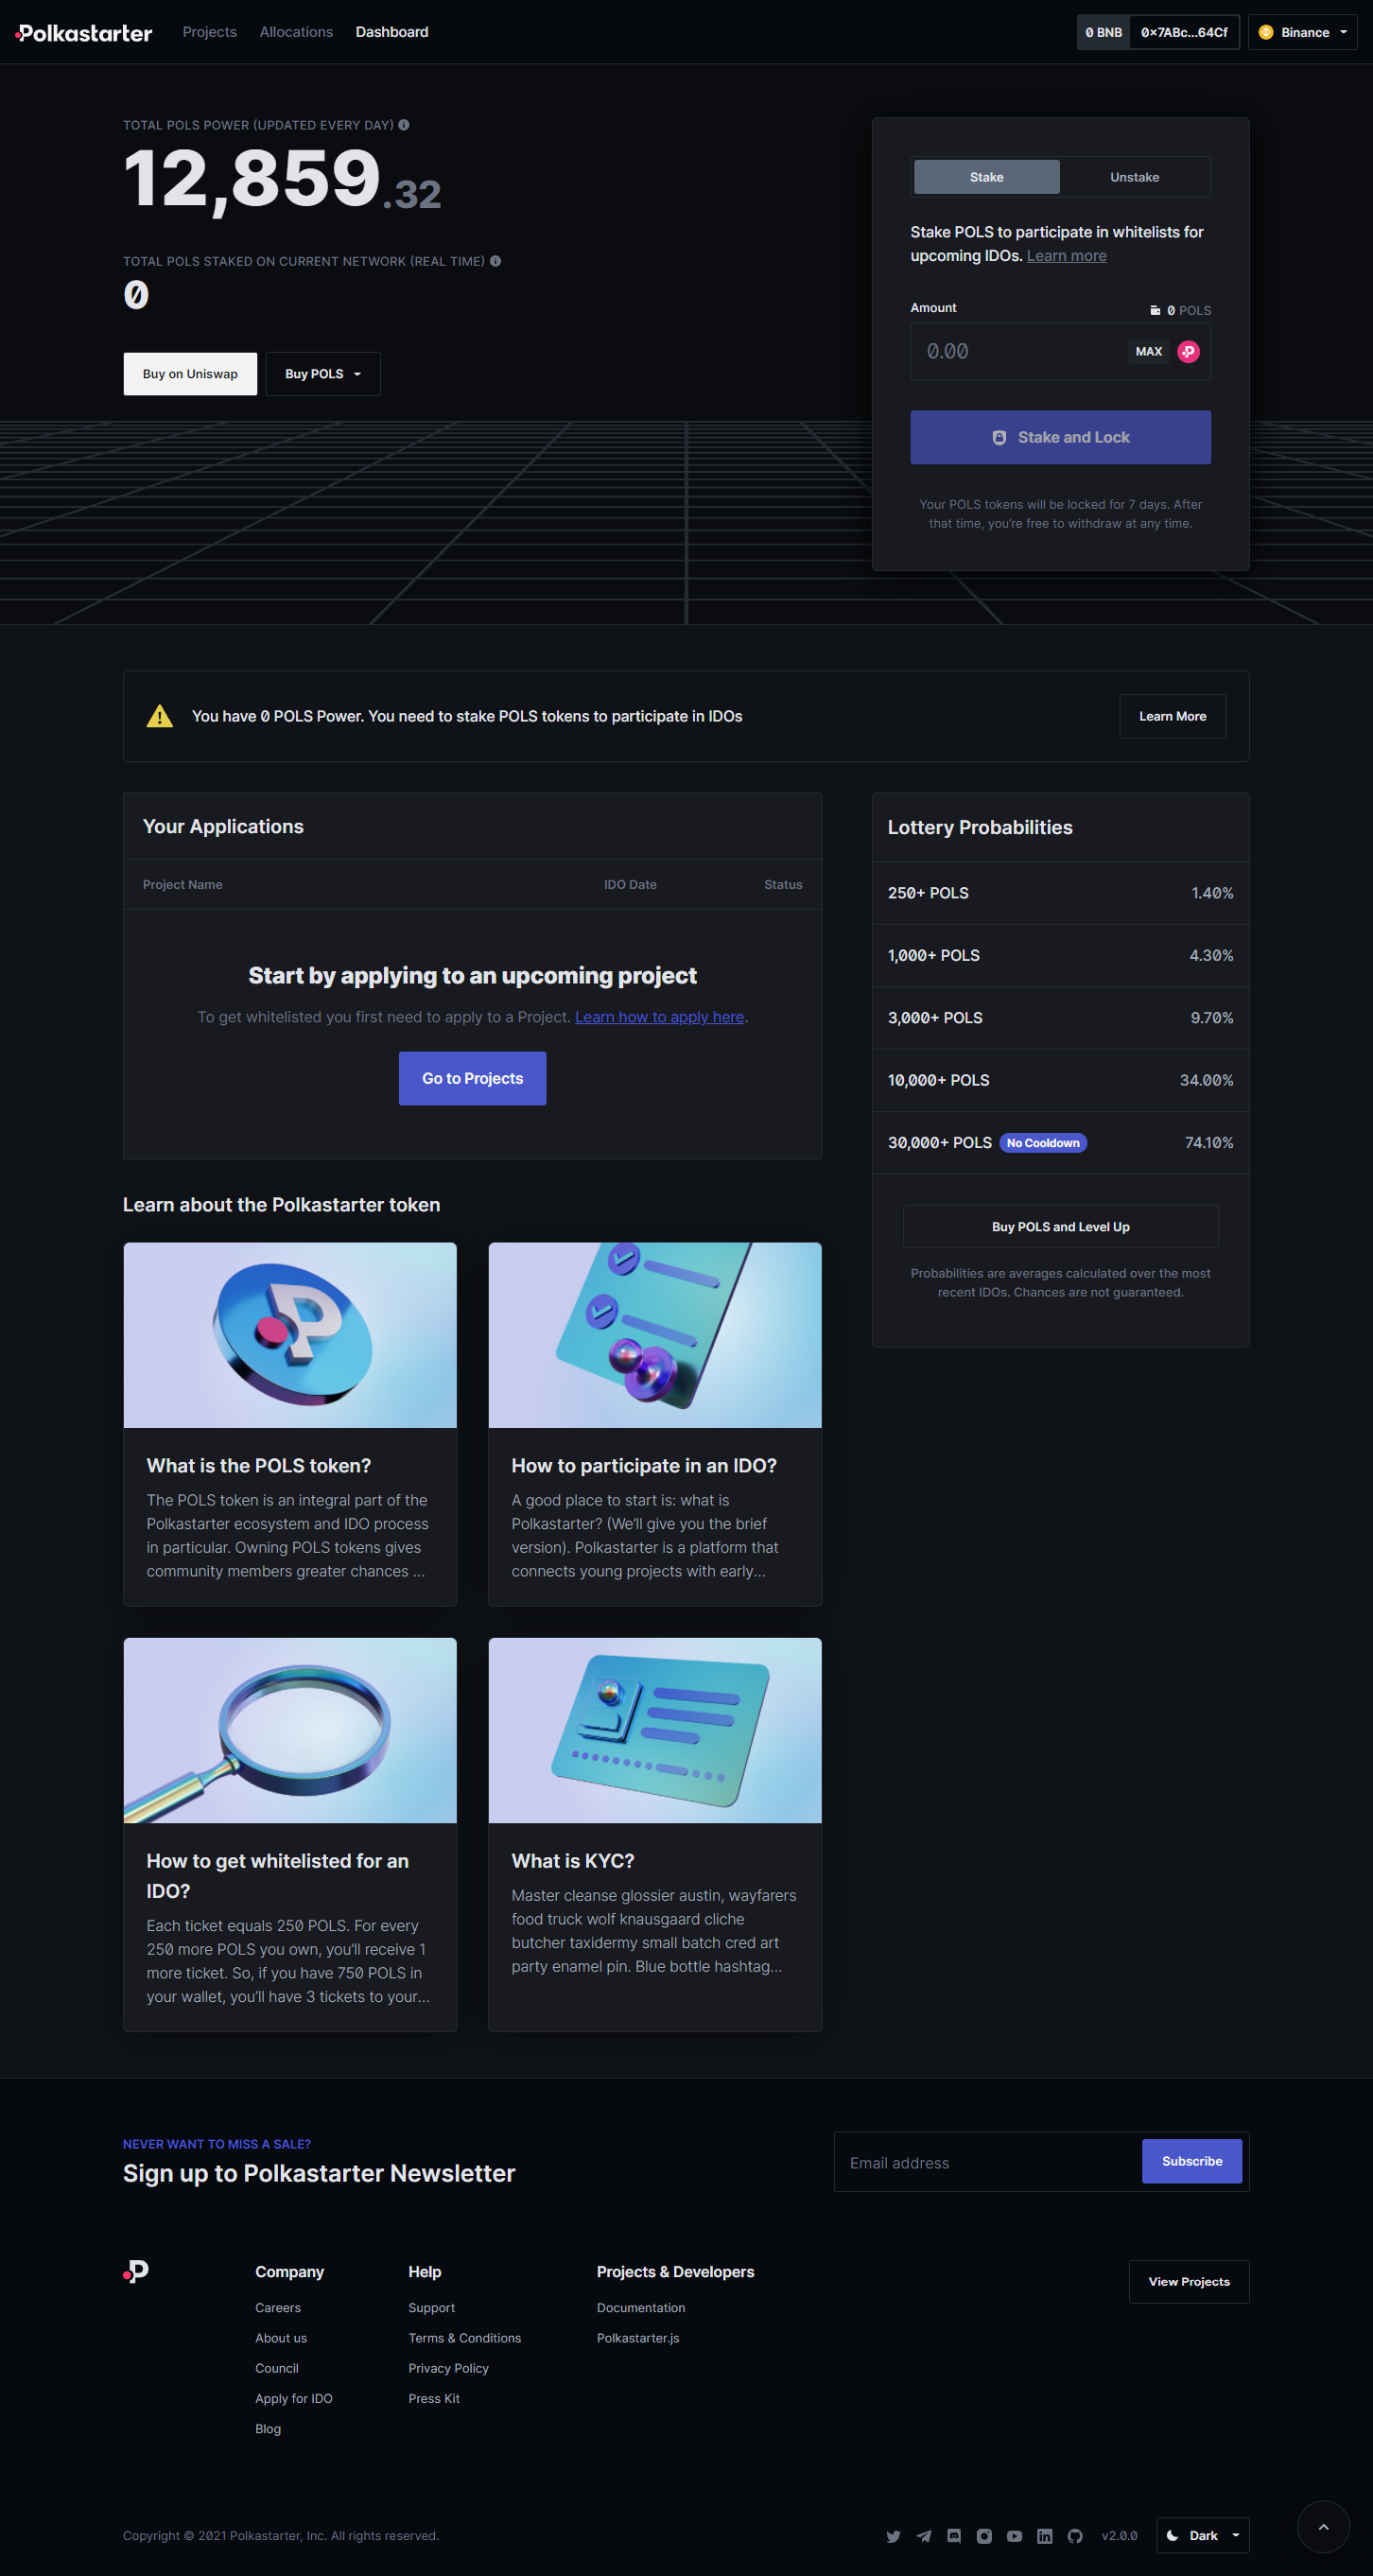 Polkastarter
Projects
Allocations
Dashboard
0 BNB
0x7ABc...64Cf
Binance
TOTAL POLS POWER (UPDATED EVERY DAY)
12,859.32
TOTAL POLS STAKED ON CURRENT NETWORK (REAL TIME)
0
Buy on Uniswap
Buy POLS
Stake
Unstake
Stake POLS to participate in whitelists for
upcoming IDOs. Learn more
Amount
0 POLS
0.00
MAX
Stake and Lock
Your POLS tokens will be locked for 7 days. After
that time, you're free to withdraw at any time.
You have 0 POLS Power. You need to stake POLS tokens to participate in IDOs
Learn More
Your Applications
Project Name
IDO Date
Status
Start by applying to an upcoming project
To get whitelisted you first need to apply to a Project. Learn how to apply here.
Go to Projects
Lottery Probabilities
250+ POLS
1.40%
1,000+ POLS
4.30%
3,000+ POLS
9.70%
10,000+ POLS
34.00%
30,000+ POLS
No Cooldown
74.10%
Buy POLS and Level Up
Probabilities are averages calculated over the most
recent IDOs. Chances are not guaranteed.
Learn about the Polkastarter token
What is the POLS token?
The POLS token is an integral part of the
Polkastarter ecosystem and IDO process
in particular. Owning POLS tokens gives
community members greater chances ...
How to participate in an IDO?
A good place to start is: what is
Polkastarter? (We'll give you the brief
version). Polkastarter is a platform that
connects young projects with early...
How to get whitelisted for an
IDO?
Each ticket equals 250 POLS. For every
250 more POLS you own, you'll receive 1
more ticket. So, if you have 750 POLS in
your wallet, you'll have 3 tickets to your...
What is KYC?
Master cleanse glossier austin, wayfarers
food truck wolf knausgaard cliche
butcher taxidermy small batch cred art
party enamel pin. Blue bottle hashtag...
NEVER WANT TO MISS A SALE?
Sign up to Polkastarter Newsletter
Email address
Subscribe
Company
Careers
About us
Council
Apply for IDO
Blog
Help
Support
Terms & Conditions
Privacy Policy
Press Kit
Projects & Developers
Documentation
Polkastarter.js
View Projects
Copyright © 2021 Polkastarter, Inc. All rights reserved.
v2.0.0
Dark